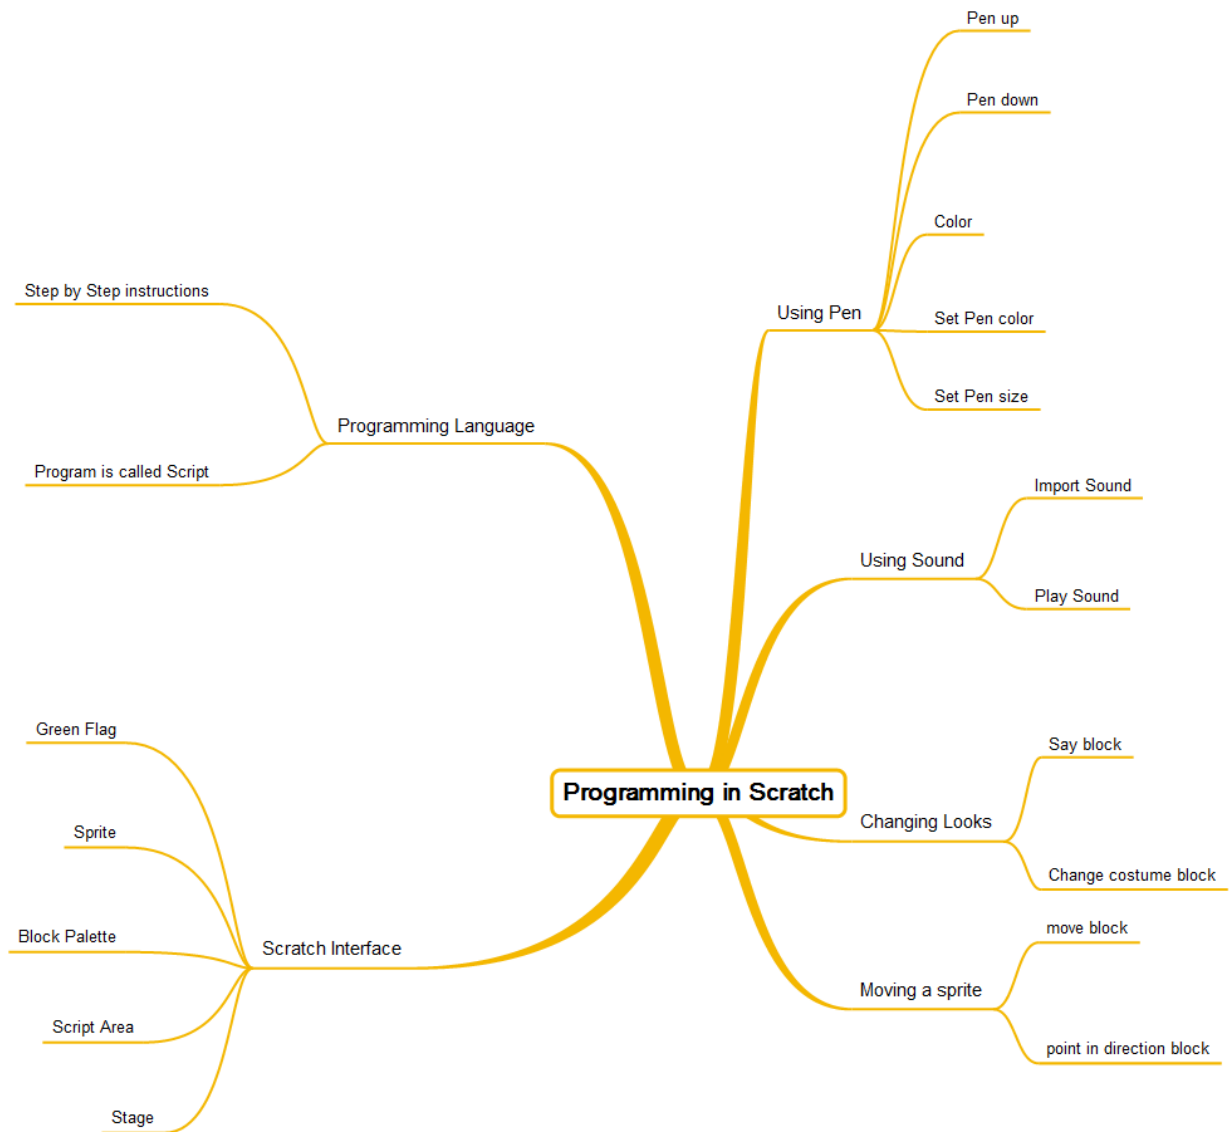 Programming in Scratch
Using Pen
Pen up
Pen down
Color
Set Pen color
Set Pen size
Using Sound
Import Sound
Play Sound
Changing Looks
Say block
Change costume block
Moving a sprite
move block
point in direction block
Programming Language
Step by Step instructions
Program is called Script
Scratch Interface
Green Flag
Sprite
Block Palette
Script Area
Stage